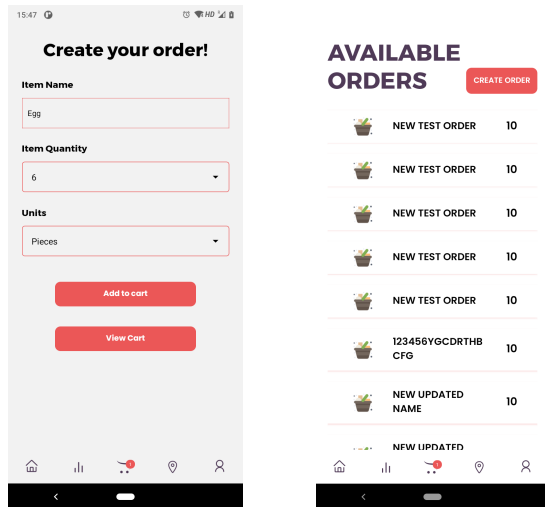 15:47
HD
Create your order!
Item Name
Egg
Item Quantity
6
Units
Pieces
Add to cart
View Cart
AVAILABLE
ORDERS
CREATE ORDER
NEW TEST ORDER 10
NEW TEST ORDER 10
NEW TEST ORDER 10
NEW TEST ORDER 10
NEW TEST ORDER 10
123456YGCDRTHB
CFG
10
NEW UPDATED
NAME
10
NEW UPDATED